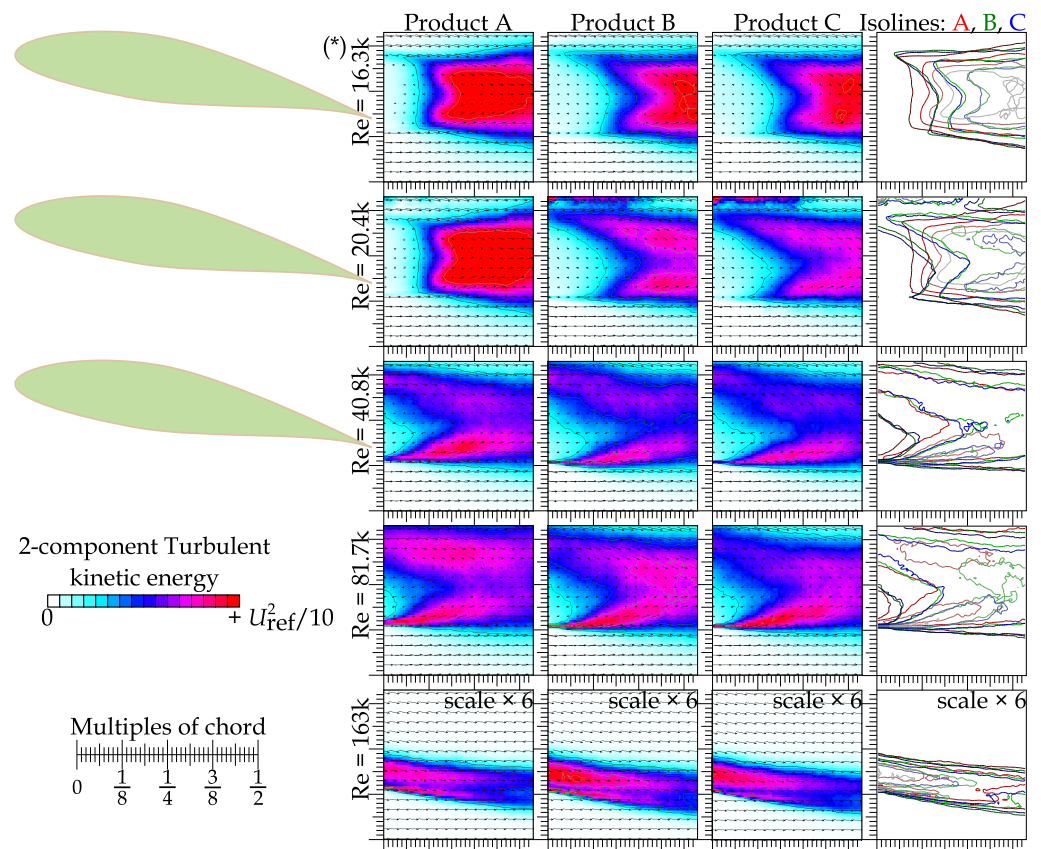 Product A Product B Product C Isolines: A, B, C
(*)
Re = 16.3k
Re = 20.4k
Re = 40.8k
2-component Turbulent
kinetic energy
0 + U²ref/10
Re = 81.7k
scale × 6 scale × 6 scale × 6 scale × 6
Re = 163k
Multiples of chord
0 1/8 1/4 3/8 1/2